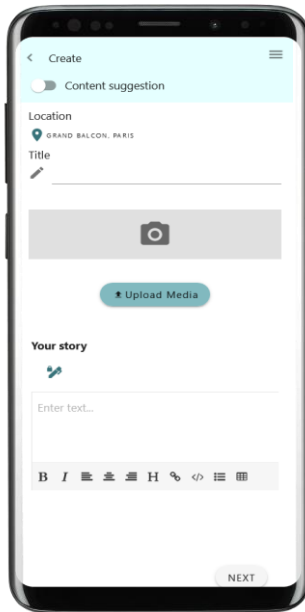 Create
Content suggestion
Location
GRAND BALCON, PARIS
Title
Upload Media
Your story
Enter text...
B I H </>
NEXT